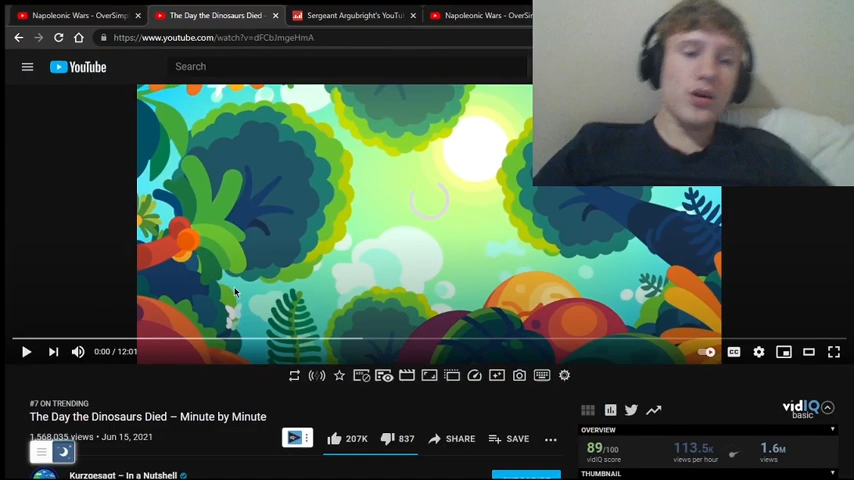 Napoleonic Wars - OverSimp
The Day the Dinosaurs Died -
Sergeant Argubright's YouTu
Napoleonic Wars - OverSi
https://www.youtube.com/watch?v=dFCbJmgeHmA
YouTube
Search
0:00 / 12:01
CC
#7 ON TRENDING
The Day the Dinosaurs Died – Minute by Minute
1,568,035 views • Jun 15, 2021
207K
837
SHARE
SAVE
vidIQ
basic
OVERVIEW
89/100
113.5K
1.6M
vidIQ score
views per hour
views
THUMBNAIL
Kurzgesagt – In a Nutshell